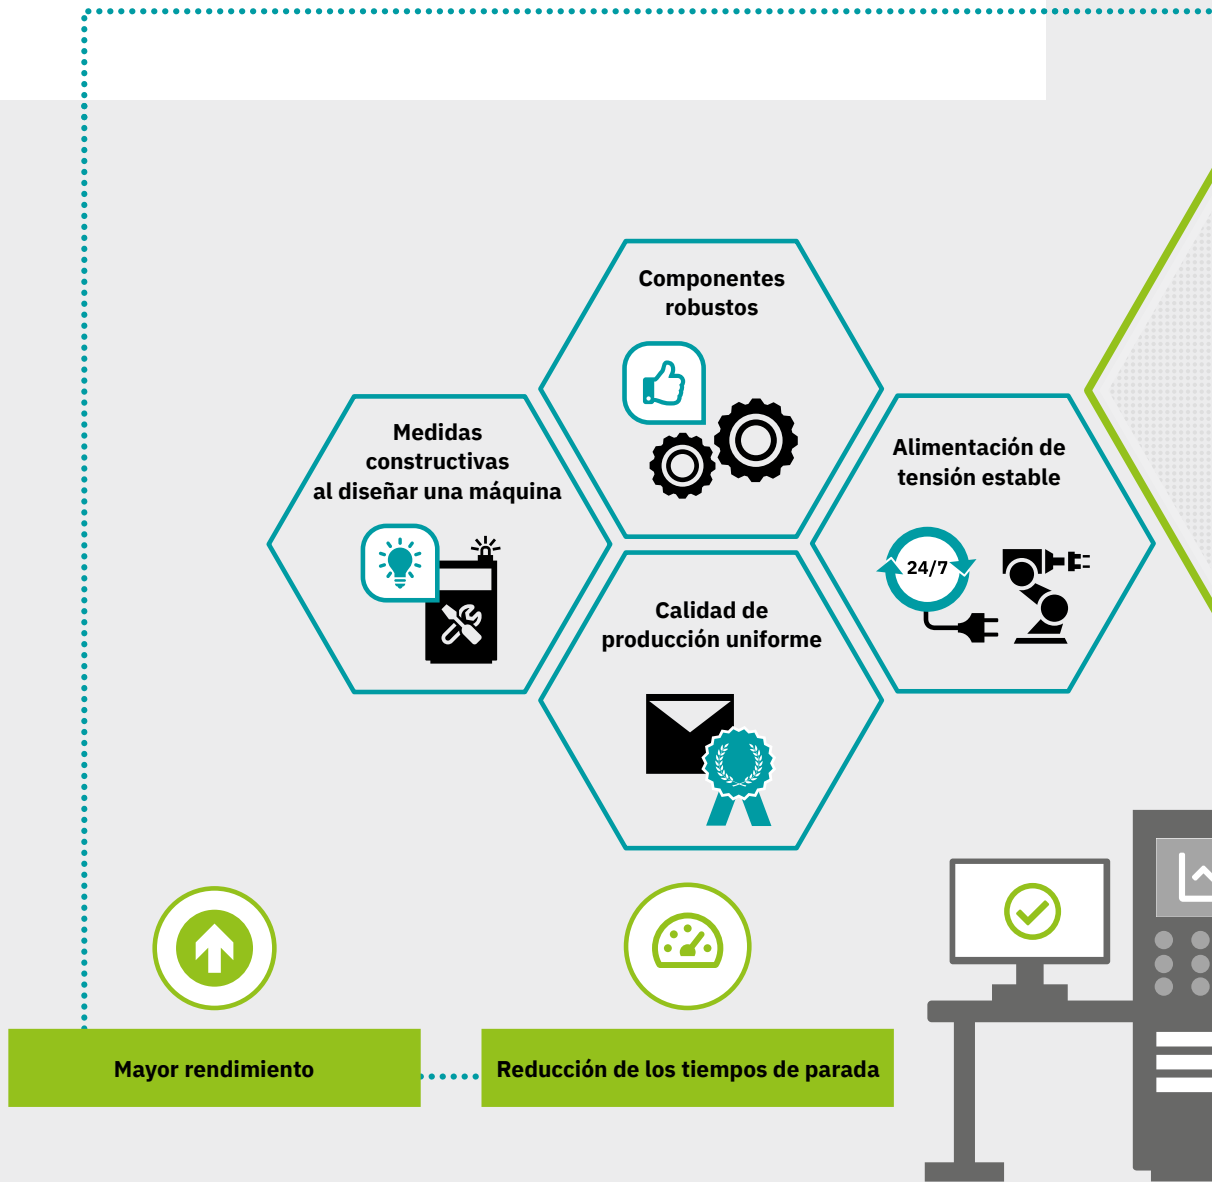 Componentes
robustos
Medidas
constructivas
al diseñar una máquina
Alimentación de
tensión estable
24/7
Calidad de
producción uniforme
Mayor rendimiento
Reducción de los tiempos de parada